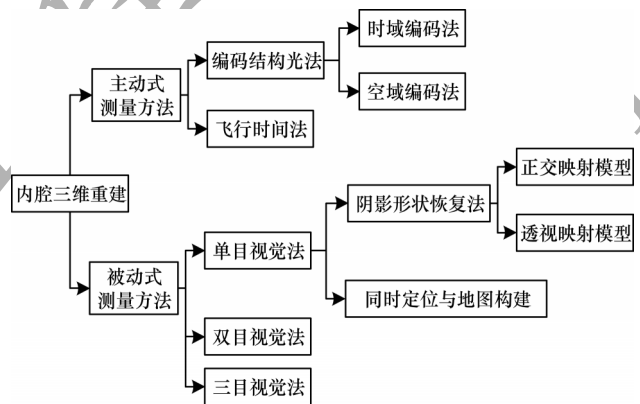 时域编码法
编码结构光法
主动式
测量方法
空域编码法
飞行时间法
正交映射模型
内腔三维重建
阴影形状恢复法
透视映射模型
单目视觉法
被动式
测量方法
同时定位与地图构建
双目视觉法
三目视觉法